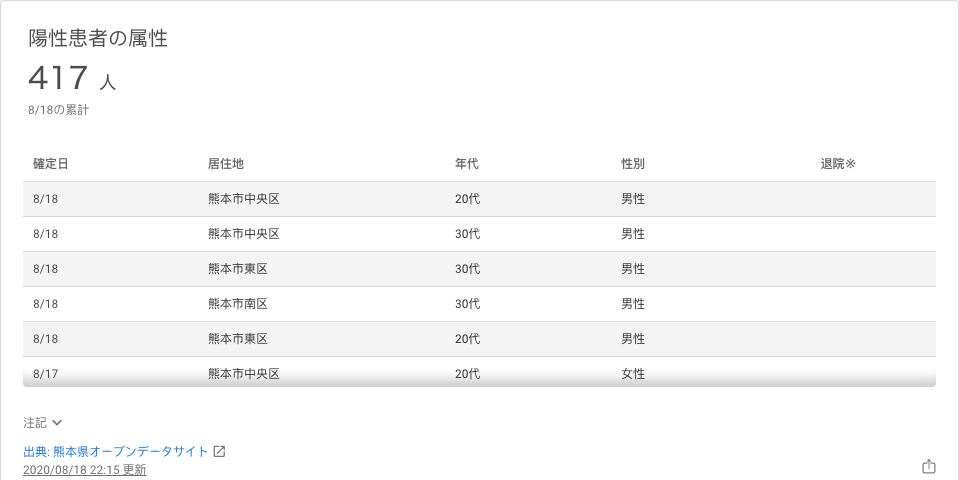 陽性患者の属性
417 人
8/18の累計
確定日 居住地 年代 性別 退院※
8/18 熊本市中央区 20代 男性
8/18 熊本市中央区 30代 男性
8/18 熊本市東区 30代 男性
8/18 熊本市南区 30代 男性
8/18 熊本市東区 20代 男性
8/17 熊本市中央区 20代 女性
注記
出典: 熊本県オープンデータサイト
2020/08/18 22:15 更新